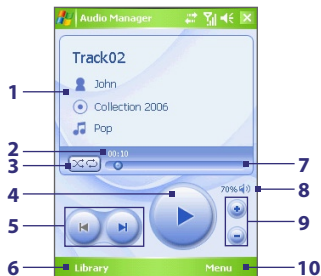 Audio Manager
Track02
1
John
Collection 2006
Pop
2
00:10
3
7
4
70%
8
5
9
6
Library
Menu
10